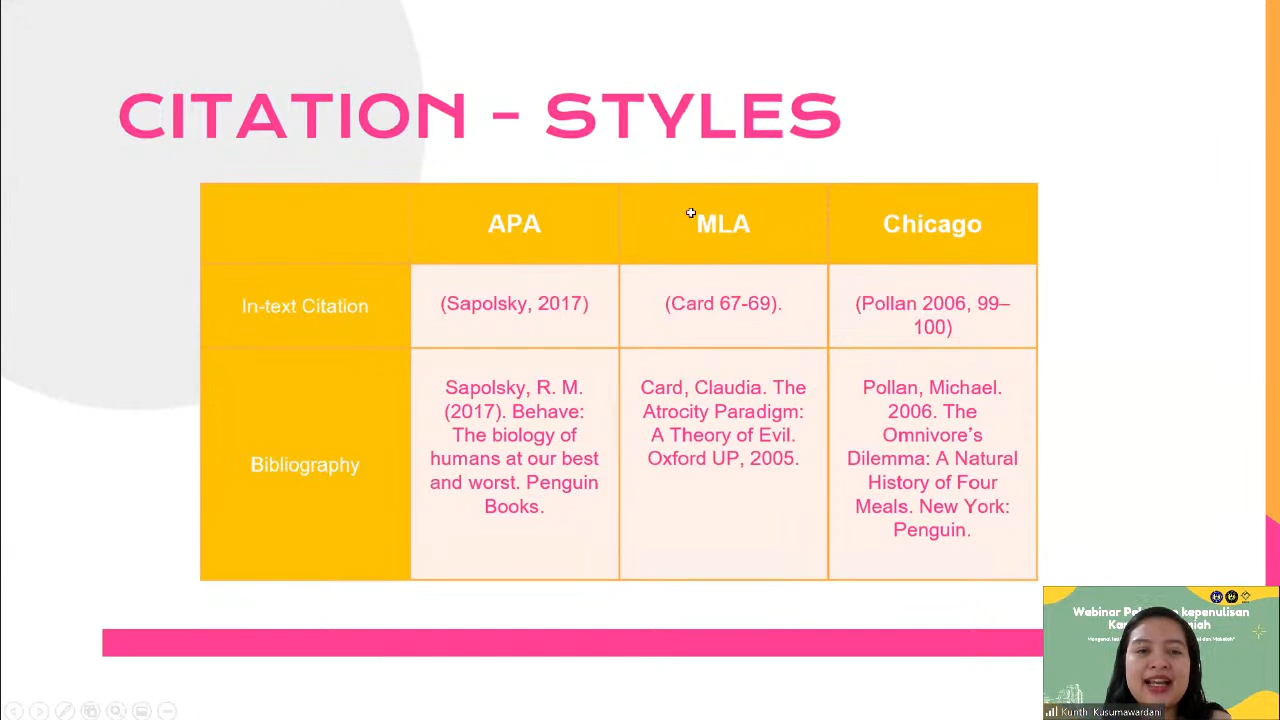 CITATION - STYLES
APA
MLA
Chicago
In-text Citation
(Sapolsky, 2017)
(Card 67-69).
(Pollan 2006, 99–
100)
Bibliography
Sapolsky, R. M.
(2017). Behave:
The biology of
humans at our best
and worst. Penguin
Books.
Card, Claudia. The
Atrocity Paradigm:
A Theory of Evil.
Oxford UP, 2005.
Pollan, Michael.
2006. The
Omnivore’s
Dilemma: A Natural
History of Four
Meals. New York:
Penguin.
Webinar kepenulisan
Kunthi Kusumawardani